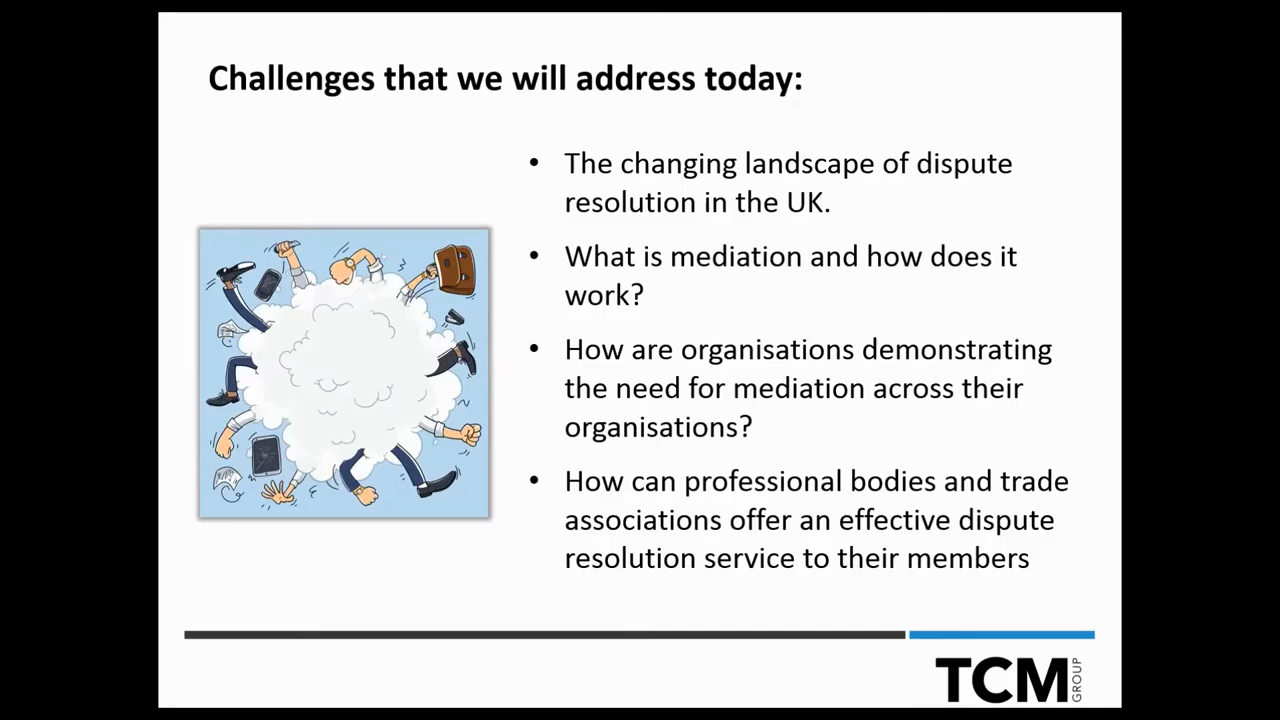 Challenges that we will address today:
• The changing landscape of dispute
resolution in the UK.
• What is mediation and how does it
work?
• How are organisations demonstrating
the need for mediation across their
organisations?
• How can professional bodies and trade
associations offer an effective dispute
resolution service to their members
TCM GROUP